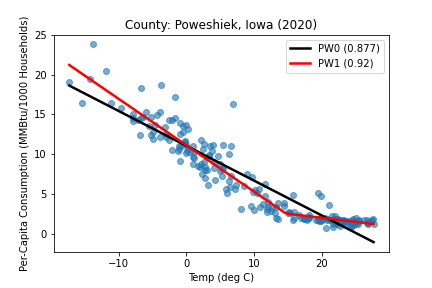 County: Poweshiek, Iowa (2020)
PW0 (0.877)
PW1 (0.92)
Per-Capita Consumption (MMBtu/1000 Households)
25
20
15
10
5
0
−10
0
10
20
Temp (deg C)